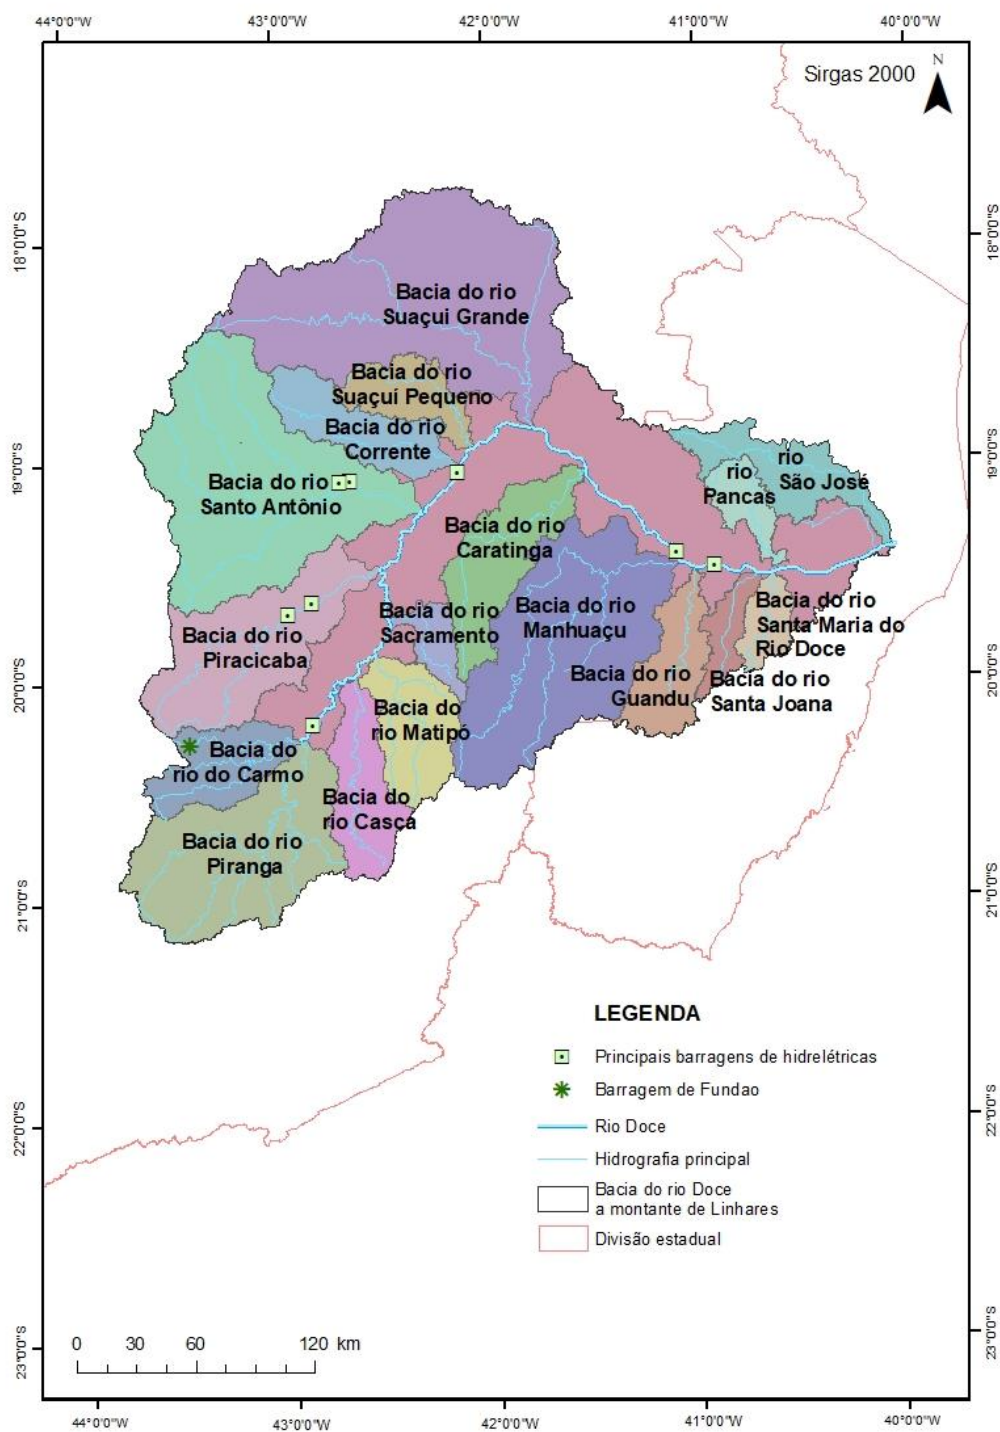 44°0'0"W 43°0'0"W 42°0'0"W 41°0'0"W 40°0'0"W
Sirgas 2000
N
18°0'0"S
19°0'0"S
20°0'0"S
21°0'0"S
22°0'0"S
23°0'0"S
18°0'0"S
19°0'0"S
20°0'0"S
21°0'0"S
22°0'0"S
23°0'0"S
Bacia do rio
Suaçui Grande
Bacia do rio
Suaçuí Pequeno
Bacia do rio
Corrente
rio
São José
rio
Pancas
Bacia do rio
Santo Antônio
Bacia do rio
Caratinga
Bacia do rio
Sacramento
Bacia do rio
Manhuaçu
Bacia do rio
Santa Maria do
Rio Doce
Bacia do rio
Piracicaba
Bacia do rio
Guandu
Bacia do rio
Santa Joana
Bacia do
rio Matipó
Bacia do
rio do Carmo
Bacia do
rio Casca
Bacia do rio
Piranga
LEGENDA
Principais barragens de hidrelétricas
Barragem de Fundao
Rio Doce
Hidrografia principal
Bacia do rio Doce
a montante de Linhares
Divisão estadual
0 30 60 120 km
44°0'0"W 43°0'0"W 42°0'0"W 41°0'0"W 40°0'0"W